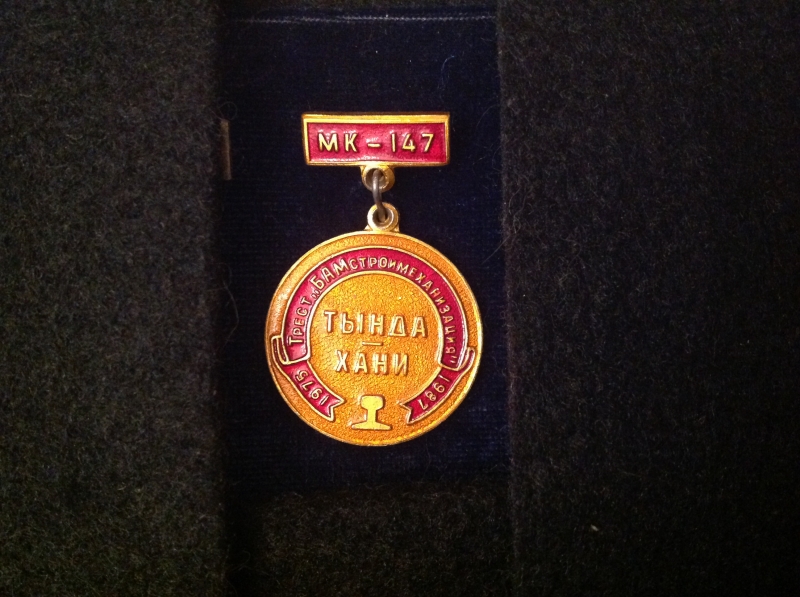 МК – 147
Трест „БАМстроймеханизация"
ТЫНДА – ХАНИ
1975
1987